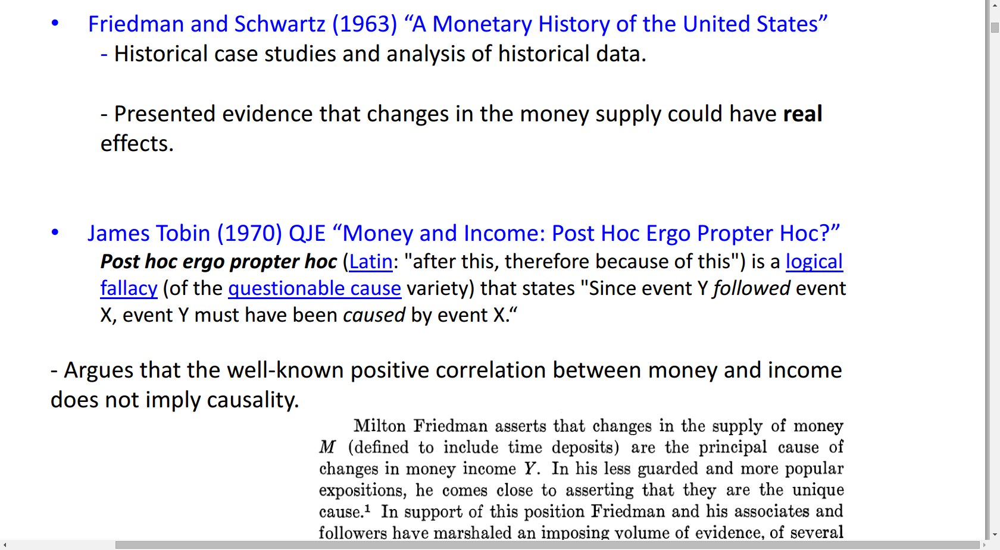 • Friedman and Schwartz (1963) “A Monetary History of the United States”
- Historical case studies and analysis of historical data.
- Presented evidence that changes in the money supply could have real
effects.
• James Tobin (1970) QJE “Money and Income: Post Hoc Ergo Propter Hoc?”
Post hoc ergo propter hoc (Latin: "after this, therefore because of this") is a logical
fallacy (of the questionable cause variety) that states "Since event Y followed event
X, event Y must have been caused by event X.“
- Argues that the well-known positive correlation between money and income
does not imply causality.
Milton Friedman asserts that changes in the supply of money
M (defined to include time deposits) are the principal cause of
changes in money income Y. In his less guarded and more popular
expositions, he comes close to asserting that they are the unique
cause.¹ In support of this position Friedman and his associates and
followers have marshaled an imposing volume of evidence, of several